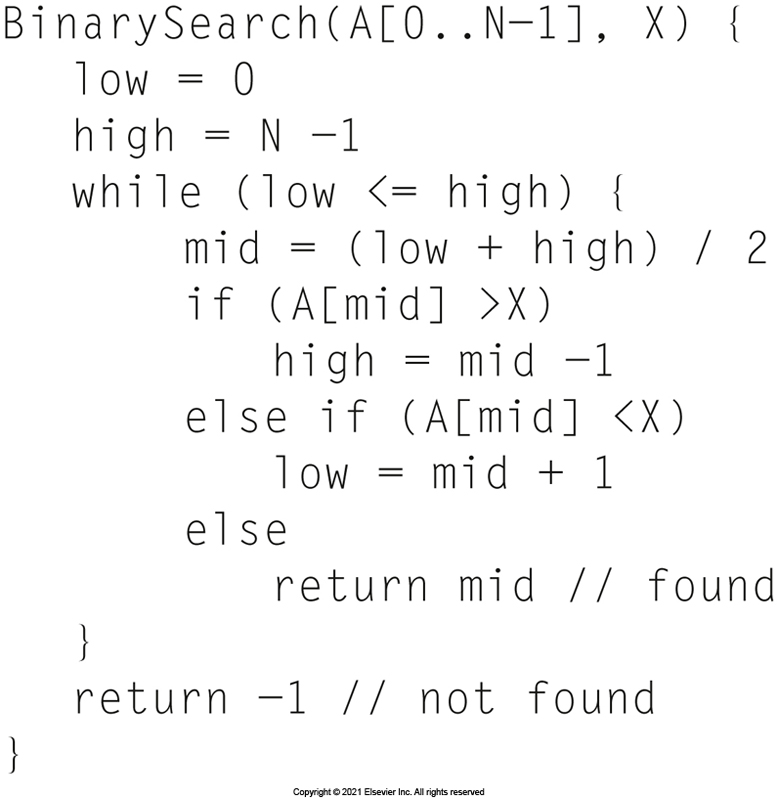 BinarySearch(A[0..N−1], X) {
low = 0
high = N −1
while (low <= high) {
mid = (low + high) / 2
if (A[mid] >X)
high = mid −1
else if (A[mid] <X)
low = mid + 1
else
return mid // found
}
return −1 // not found
}
Copyright © 2021 Elsevier Inc. All rights reserved